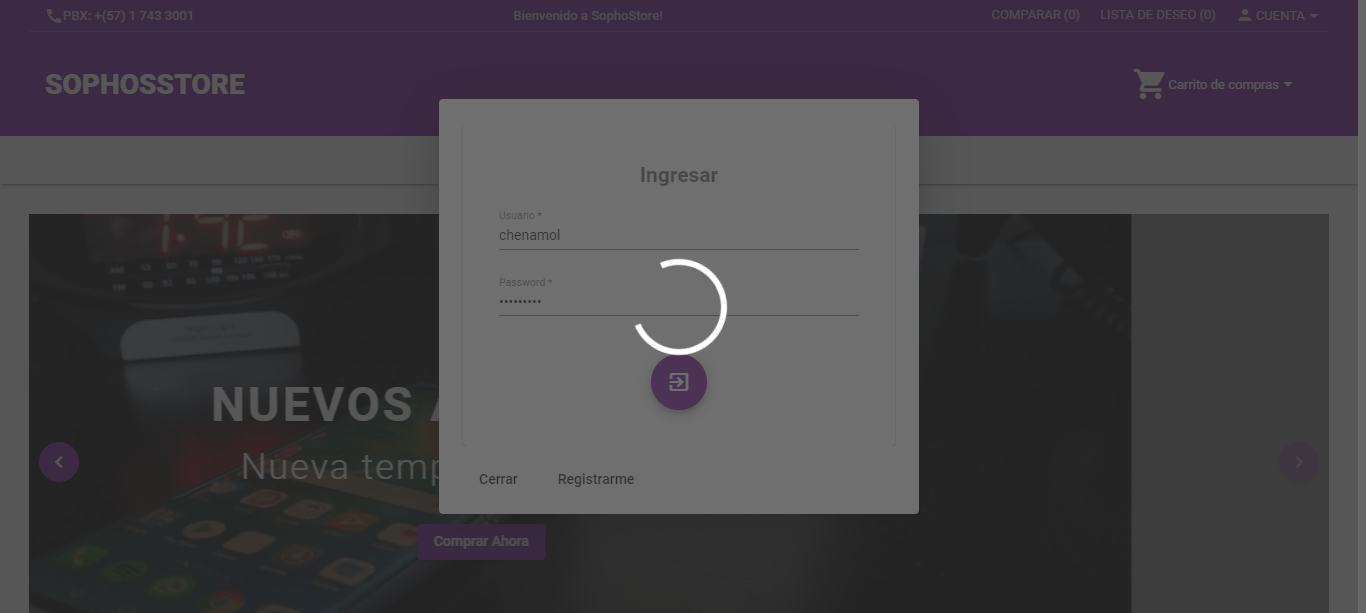 PBX: +(57) 1 743 3001
Bienvenido a SophoStore!
COMPARAR (0)
LISTA DE DESEO (0)
CUENTA
SOPHOSSTORE
Carrito de compras
Ingresar
Usuario *
chenamol
Password *
•••••••••
NUEVOS
Nueva temp
Cerrar
Registrarme
Comprar Ahora